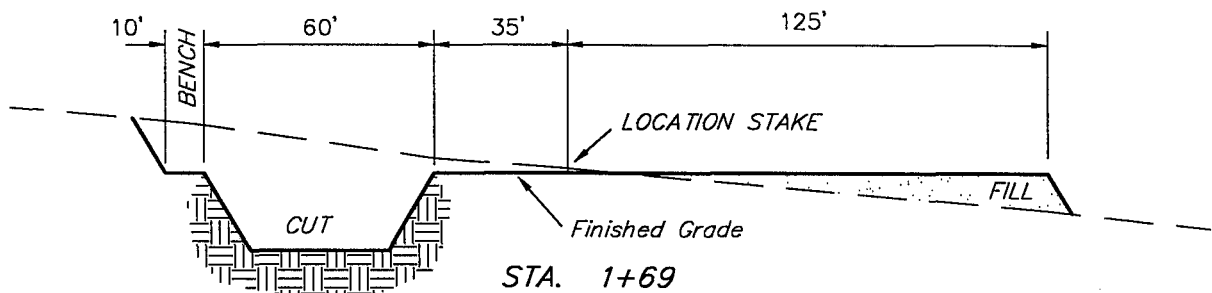 10' 60' 35' 125'
BENCH
LOCATION STAKE
CUT
Finished Grade
FILL
STA. 1+69